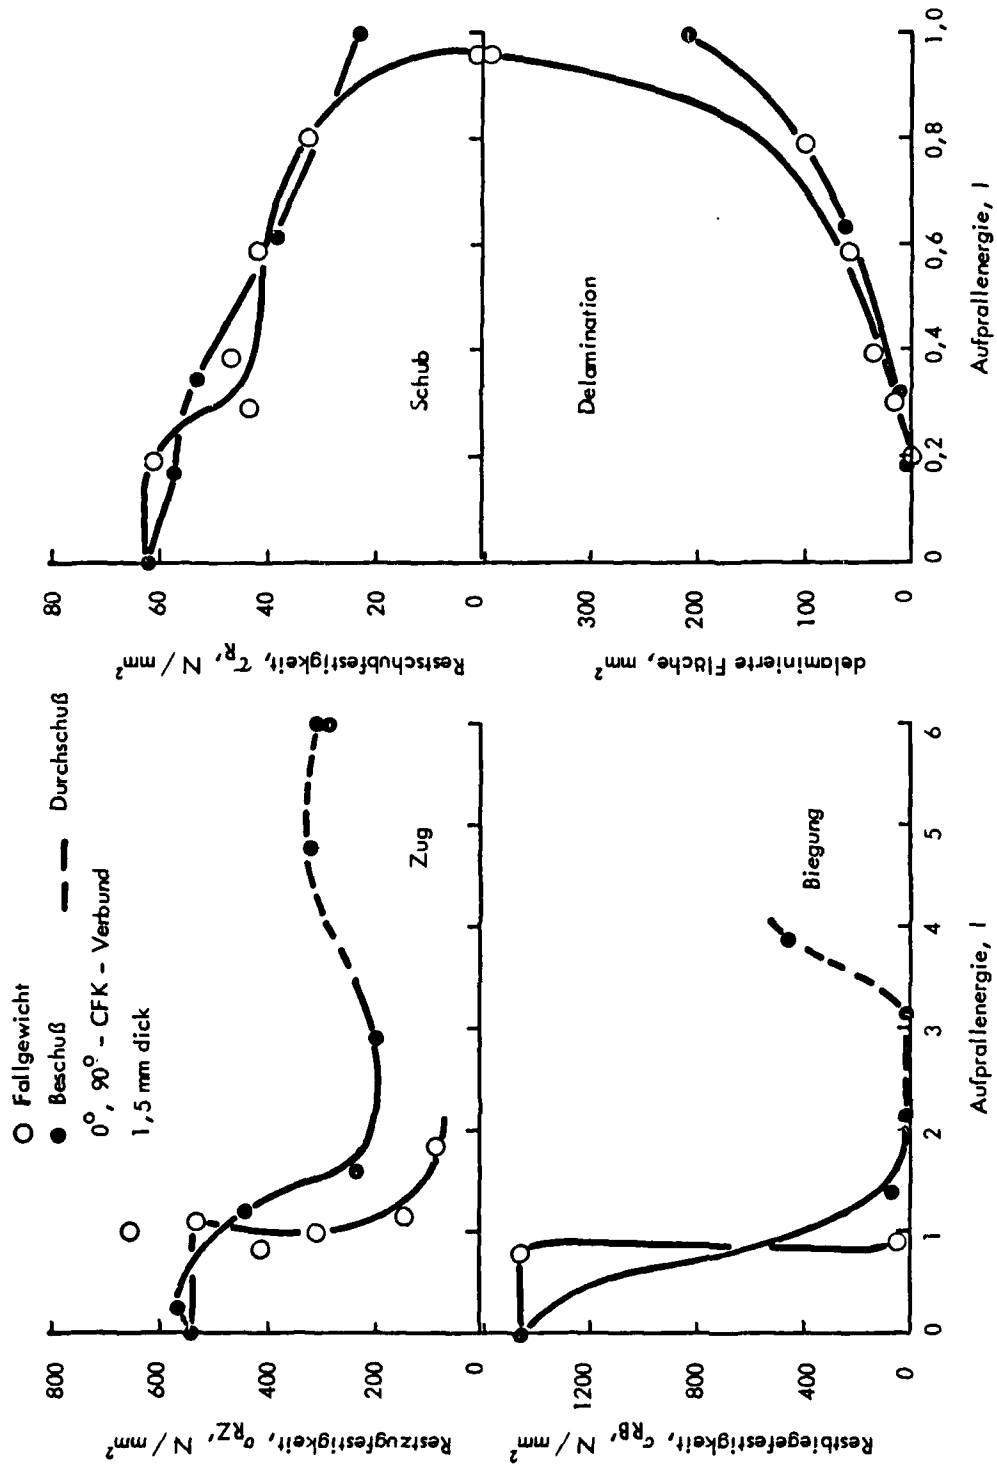 ○ Fallgewicht
● Beschuß — — Durchschuß
0°, 90° - CFK - Verbund
1,5 mm dick
Restzugfestigkeit, σRZ, N / mm²
800
600
400
200
0
Zug
Restschubfestigkeit, τR, N / mm²
80
60
40
20
0
Schub
Restbiegefestigkeit, σRB, N / mm²
1200
400
0
Biegung
0 1 2 3 4 5 6
Aufprallenergie, J
delaminierte Fläche, mm²
300
200
100
0
Delamination
0 0,2 0,4 0,6 0,8 1,0
Aufprallenergie, J